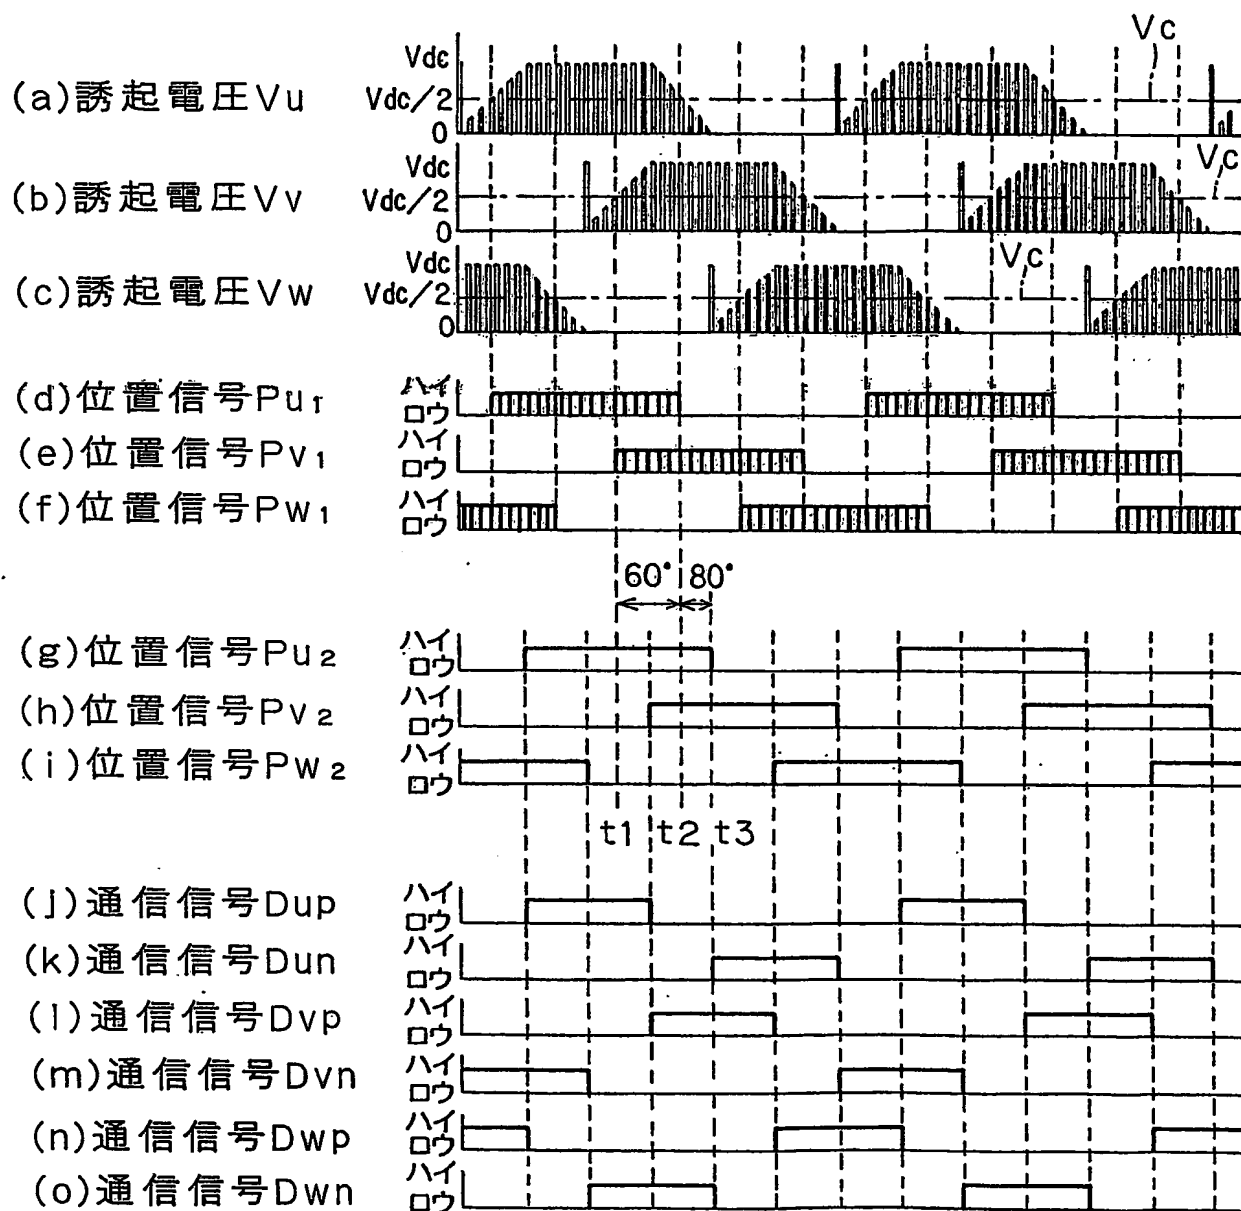 Vc
(a)誘起電圧Vu
Vdc
Vdc/2
0
(b)誘起電圧Vv
Vdc
Vdc/2
0
Vc
(c)誘起電圧Vw
Vdc
Vdc/2
0
Vc
(d)位置信号Pu1
ハイ
ロウ
(e)位置信号Pv1
ハイ
ロウ
(f)位置信号Pw1
ハイ
ロウ
60° 80°
(g)位置信号Pu2
ハイ
ロウ
(h)位置信号Pv2
ハイ
ロウ
(i)位置信号Pw2
ハイ
ロウ
t1 t2 t3
(j)通信信号Dup
ハイ
ロウ
(k)通信信号Dun
ハイ
ロウ
(l)通信信号Dvp
ハイ
ロウ
(m)通信信号Dvn
ハイ
ロウ
(n)通信信号Dwp
ハイ
ロウ
(o)通信信号Dwn
ハイ
ロウ